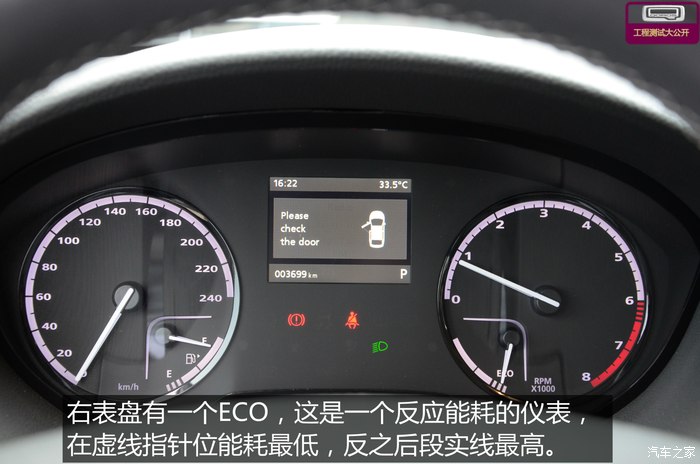 工程测试大公开
16:22 33.5°C
Please
check
the door
003699 km P
0
20
40
60
80
100
120
140
160
180
200
220
240
F
E
km/h
0
1
2
3
4
5
6
7
8
ECO
RPM
X1000
右表盘有一个ECO，这是一个反应能耗的仪表，
在虚线指针位能耗最低，反之后段实线最高。
汽车之家